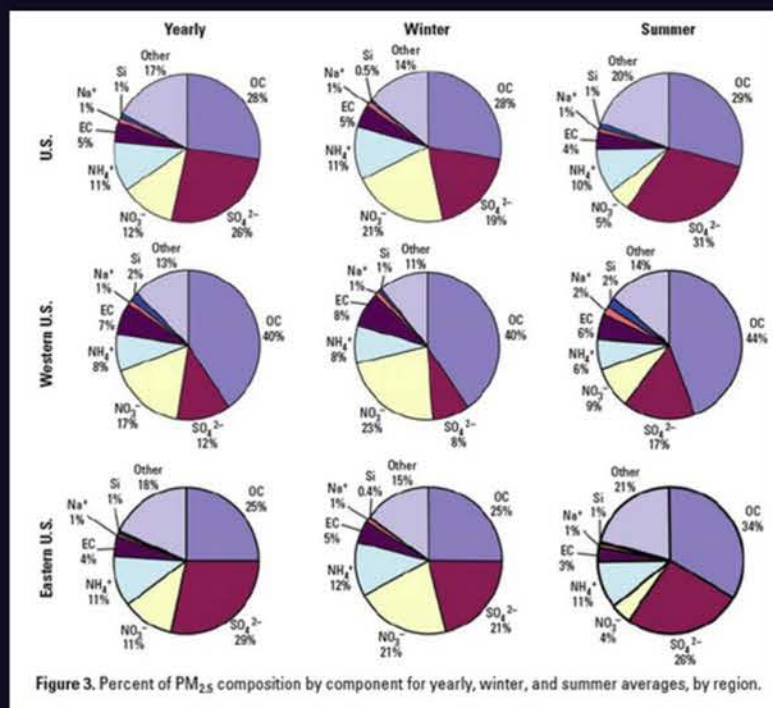 Yearly
Winter
Summer
U.S.
Other
17%
Si
1%
Na⁺
1%
EC
5%
NH₄⁺
11%
NO₃⁻
12%
SO₄²⁻
26%
OC
28%
Other
14%
Si
0.5%
Na⁺
1%
EC
5%
NH₄⁺
11%
NO₃⁻
21%
SO₄²⁻
19%
OC
28%
Other
20%
Si
1%
Na⁺
1%
EC
4%
NH₄⁺
10%
NO₃⁻
5%
SO₄²⁻
31%
OC
29%
Western U.S.
Other
13%
Si
2%
Na⁺
1%
EC
7%
NH₄⁺
8%
NO₃⁻
17%
SO₄²⁻
12%
OC
40%
Other
11%
Si
1%
Na⁺
1%
EC
8%
NH₄⁺
8%
NO₃⁻
23%
SO₄²⁻
8%
OC
40%
Other
14%
Si
2%
Na⁺
2%
EC
6%
NH₄⁺
6%
NO₃⁻
9%
SO₄²⁻
17%
OC
44%
Eastern U.S.
Other
18%
Si
1%
Na⁺
1%
EC
4%
NH₄⁺
11%
NO₃⁻
11%
SO₄²⁻
29%
OC
25%
Other
15%
Si
0.4%
Na⁺
1%
EC
5%
NH₄⁺
12%
NO₃⁻
21%
SO₄²⁻
21%
OC
25%
Other
21%
Si
1%
Na⁺
1%
EC
3%
NH₄⁺
11%
NO₃⁻
4%
SO₄²⁻
26%
OC
34%
Figure 3. Percent of PM₂.₅ composition by component for yearly, winter, and summer averages, by region.